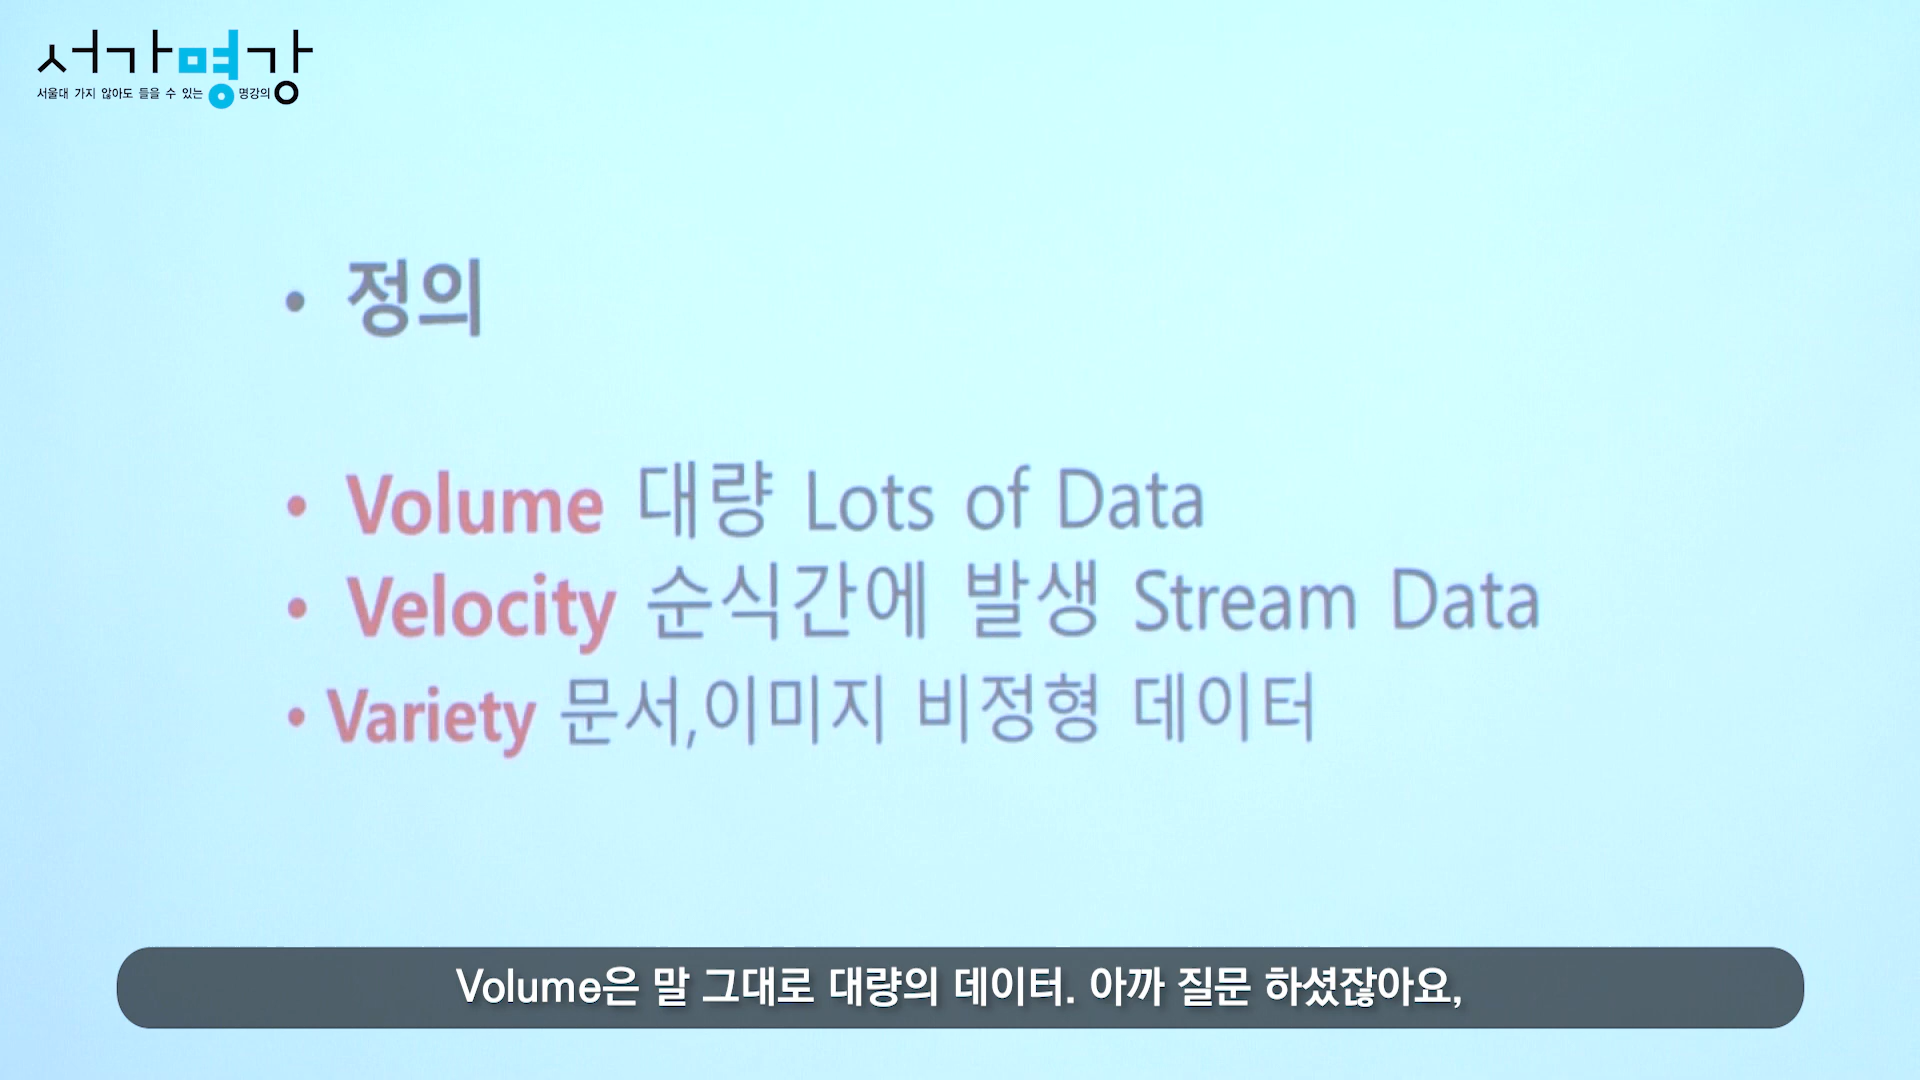 서가명강
서울대 가지 않아도 들을 수 있는 명강의
• 정의
• Volume 대량 Lots of Data
• Velocity 순식간에 발생 Stream Data
• Variety 문서,이미지 비정형 데이터
Volume은 말 그대로 대량의 데이터. 아까 질문 하셨잖아요,